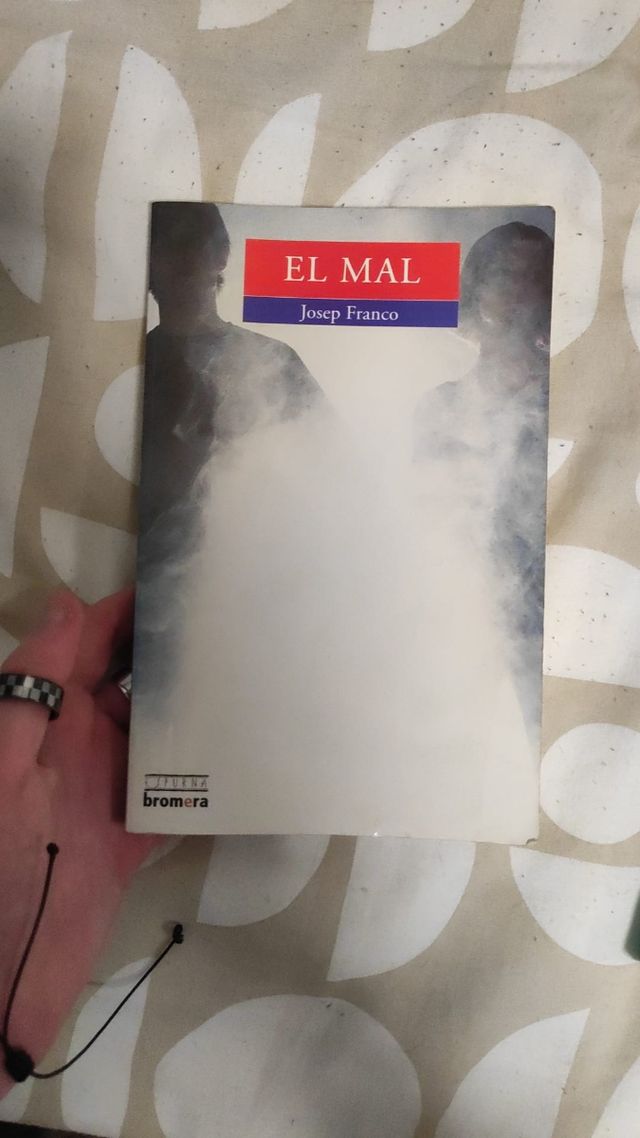 EL MAL
Josep Franco
ESPURNA
bromera